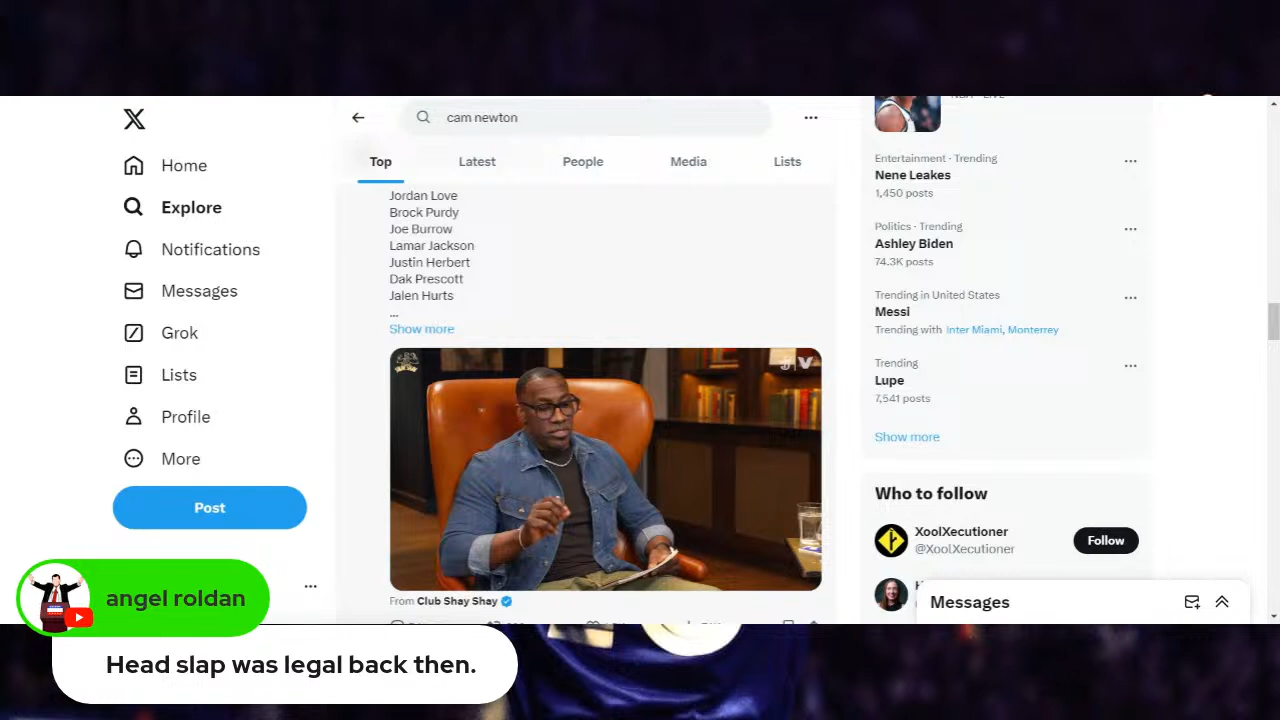 cam newton
Top
Latest
People
Media
Lists
Home
Explore
Notifications
Messages
Grok
Lists
Profile
More
Post
Jordan Love
Brock Purdy
Joe Burrow
Lamar Jackson
Justin Herbert
Dak Prescott
Jalen Hurts
...
Show more
From Club Shay Shay
Entertainment · Trending
Nene Leakes
1,450 posts
Politics · Trending
Ashley Biden
74.3K posts
Trending in United States
Messi
Trending with Inter Miami, Monterrey
Trending
Lupe
7,541 posts
Show more
Who to follow
XoolXecutioner
@XoolXecutioner
Follow
Messages
angel roldan
Head slap was legal back then.